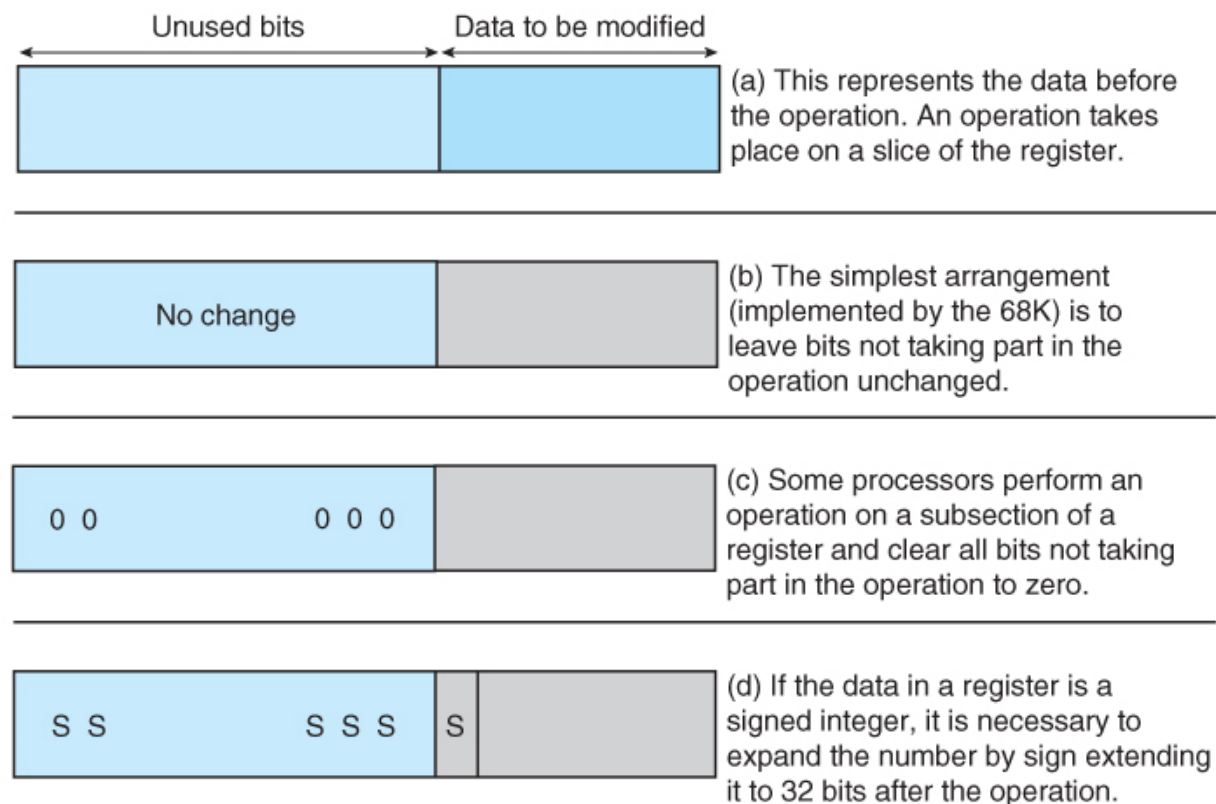 Unused bits
Data to be modified
(a) This represents the data before
the operation. An operation takes
place on a slice of the register.
No change
(b) The simplest arrangement
(implemented by the 68K) is to
leave bits not taking part in the
operation unchanged.
0 0
0 0 0
(c) Some processors perform an
operation on a subsection of a
register and clear all bits not taking
part in the operation to zero.
S S
S S S
S
(d) If the data in a register is a
signed integer, it is necessary to
expand the number by sign extending
it to 32 bits after the operation.